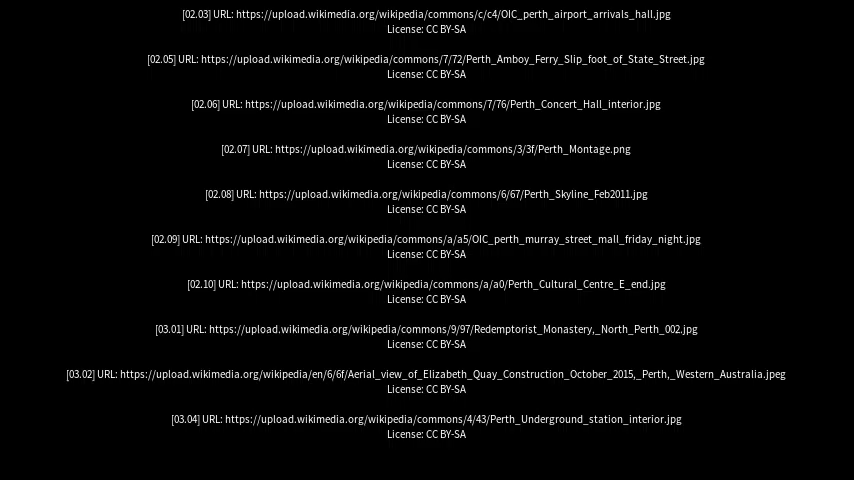 [02.03] URL: https://upload.wikimedia.org/wikipedia/commons/c/c4/OIC_perth_airport_arrivals_hall.jpg
License: CC BY-SA
[02.05] URL: https://upload.wikimedia.org/wikipedia/commons/7/72/Perth_Amboy_Ferry_Slip_foot_of_State_Street.jpg
License: CC BY-SA
[02.06] URL: https://upload.wikimedia.org/wikipedia/commons/7/76/Perth_Concert_Hall_interior.jpg
License: CC BY-SA
[02.07] URL: https://upload.wikimedia.org/wikipedia/commons/3/3f/Perth_Montage.png
License: CC BY-SA
[02.08] URL: https://upload.wikimedia.org/wikipedia/commons/6/67/Perth_Skyline_Feb2011.jpg
License: CC BY-SA
[02.09] URL: https://upload.wikimedia.org/wikipedia/commons/a/a5/OIC_perth_murray_street_mall_friday_night.jpg
License: CC BY-SA
[02.10] URL: https://upload.wikimedia.org/wikipedia/commons/a/a0/Perth_Cultural_Centre_E_end.jpg
License: CC BY-SA
[03.01] URL: https://upload.wikimedia.org/wikipedia/commons/9/97/Redemptorist_Monastery,_North_Perth_002.jpg
License: CC BY-SA
[03.02] URL: https://upload.wikimedia.org/wikipedia/en/6/6f/Aerial_view_of_Elizabeth_Quay_Construction_October_2015,_Perth,_Western_Australia.jpeg
License: CC BY-SA
[03.04] URL: https://upload.wikimedia.org/wikipedia/commons/4/43/Perth_Underground_station_interior.jpg
License: CC BY-SA